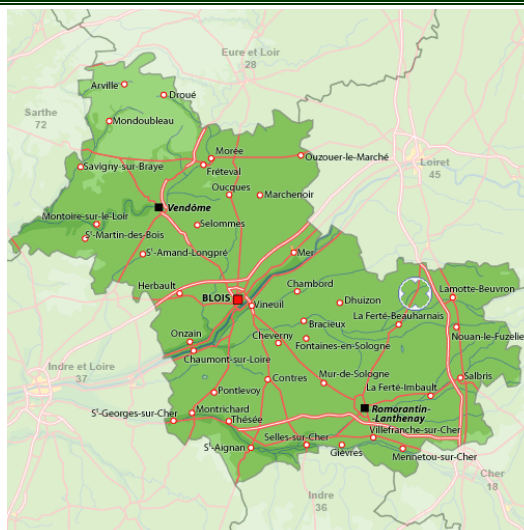 Eure et Loir
28
Arville
Droué
Sarthe
72
Mondoubleau
Morée
Ouzouer-le-Marché
Loiret
45
Savigny-sur-Braye
Fréteval
Oucques
Marchenoir
Vendôme
Montoire-sur-le-Loir
Selommes
St-Martin-des-Bois
St-Amand-Longpré
Mer
Herbault
Chambord
Lamotte-Beuvron
BLOIS
Vineuil
Dhuizon
La Ferté-Beauharnais
Bracieux
Nouan-le-Fuzelier
Onzain
Cheverny
Fontaines-en-Sologne
Chaumont-sur-Loire
Indre et Loire
37
Contres
Mur-de-Sologne
Salbris
Pontlevoy
La Ferté-Imbault
St-Georges-sur-Cher
Montrichard
Romorantin-
-Lanthenay
Thésée
Villefranche-sur-Cher
Selles-sur-Cher
St-Aignan
Gièvres
Mennetou-sur-Cher
Cher
18
Indre
36